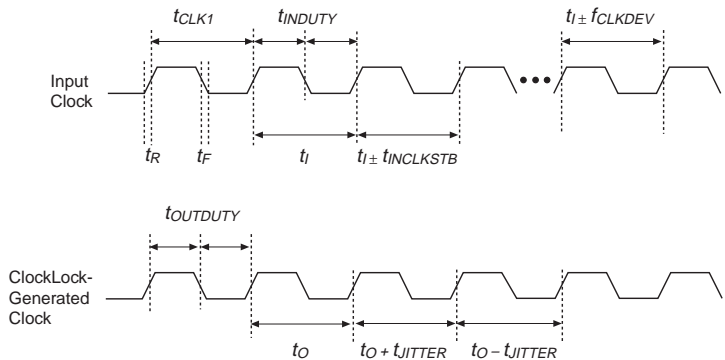 tCLK1
tINDUTY
tI ± fCLKDEV
Input
Clock
tR
tF
tI
tI ± tINCLKSTB
tOUTDUTY
ClockLock-
Generated
Clock
tO
tO + tJITTER
tO – tJITTER